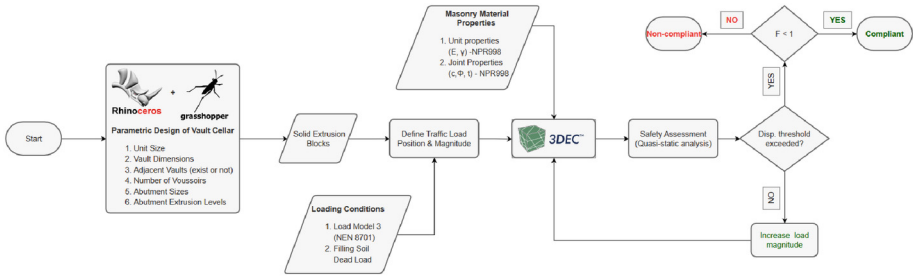 Start
Rhinoceros
+
grasshopper
Parametric Design of Vault Cellar
1. Unit Size
2. Vault Dimensions
3. Adjacent Vaults (exist or not)
4. Number of Voussoirs
5. Abutment Sizes
6. Abutment Extrusion Levels
Solid Extrusion
Blocks
Masonry Material
Properties
1. Unit properties
(E, γ) -NPR998
2. Joint Properties
(c,Φ, t) - NPR998
Define Traffic Load
Position & Magnitude
Loading Conditions
1. Load Model 3
(NEN 8701)
2. Filling Soil
Dead Load
3DEC™
Safety Assessment
(Quasi-static analysis)
Disp. threshold
exceeded?
YES
F < 1
NO
Non-compliant
YES
Compliant
NO
Increase load
magnitude